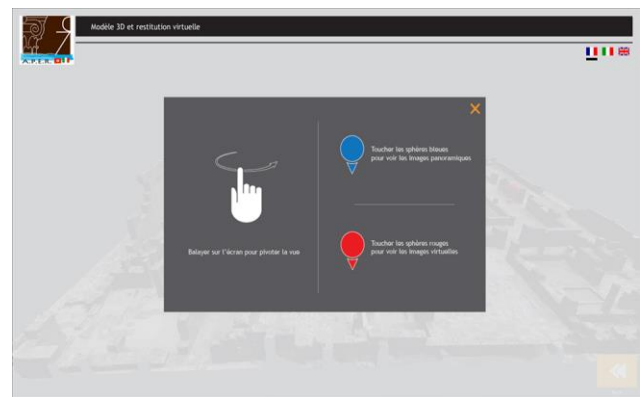 Modèle 3D et restitution virtuelle
A.P.E.R.
Toucher les sphères bleues
pour voir les images panoramiques
Balayer sur l'écran pour pivoter la vue
Toucher les sphères rouges
pour voir les images virtuelles